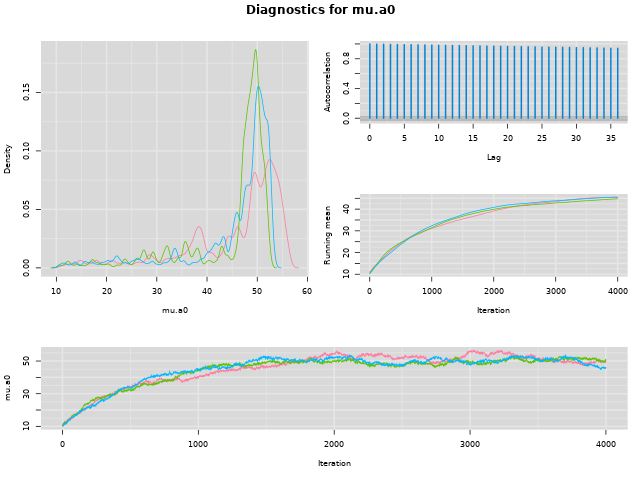 Diagnostics for mu.a0
Density
0.00 0.05 0.10 0.15
10 20 30 40 50 60
mu.a0
Autocorrelation
0.0 0.4 0.8
0 5 10 15 20 25 30 35
Lag
Running mean
10 20 30 40
0 1000 2000 3000 4000
Iteration
mu.a0
10 30 50
0 1000 2000 3000 4000
Iteration